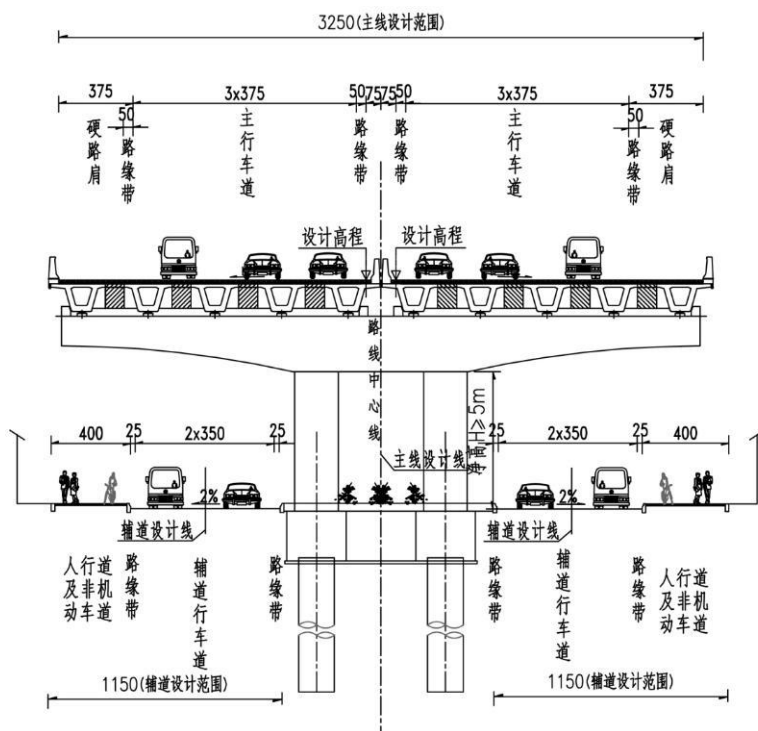 3250(主线设计范围)
375
3x375
50
75
75
50
3x375
375
50
50
硬路肩
路缘带
主行车道
路缘带
路缘带
主行车道
路缘带
硬路肩
设计高程
设计高程
路线中心线
净高H≥5m
400
25
2x350
25
25
2x350
25
400
主线设计线
2%
2%
辅道设计线
辅道设计线
人行道及非机动车道
路缘带
辅道行车道
路缘带
路缘带
辅道行车道
路缘带
人行道及非机动车道
1150(辅道设计范围)
1150(辅道设计范围)